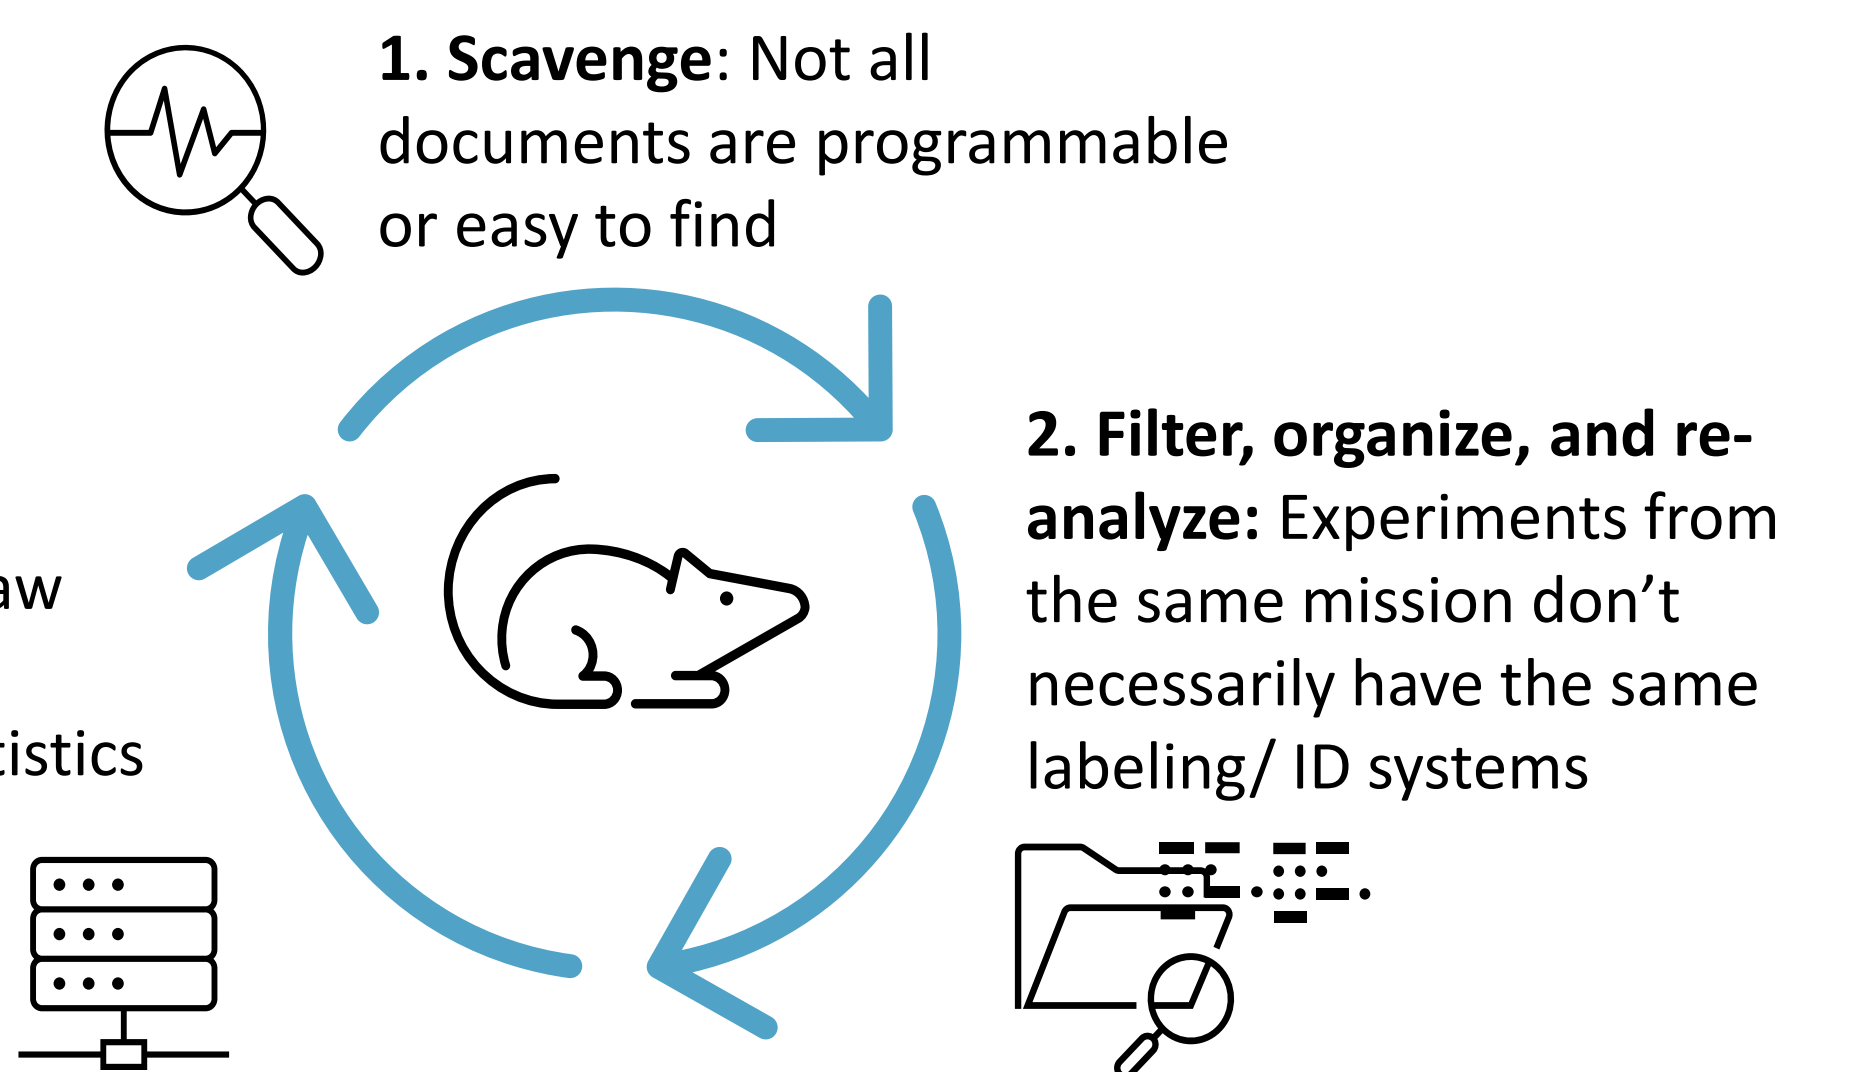 1. Scavenge: Not all
documents are programmable
or easy to find
2. Filter, organize, and re-
analyze: Experiments from
the same mission don’t
necessarily have the same
labeling/ ID systems